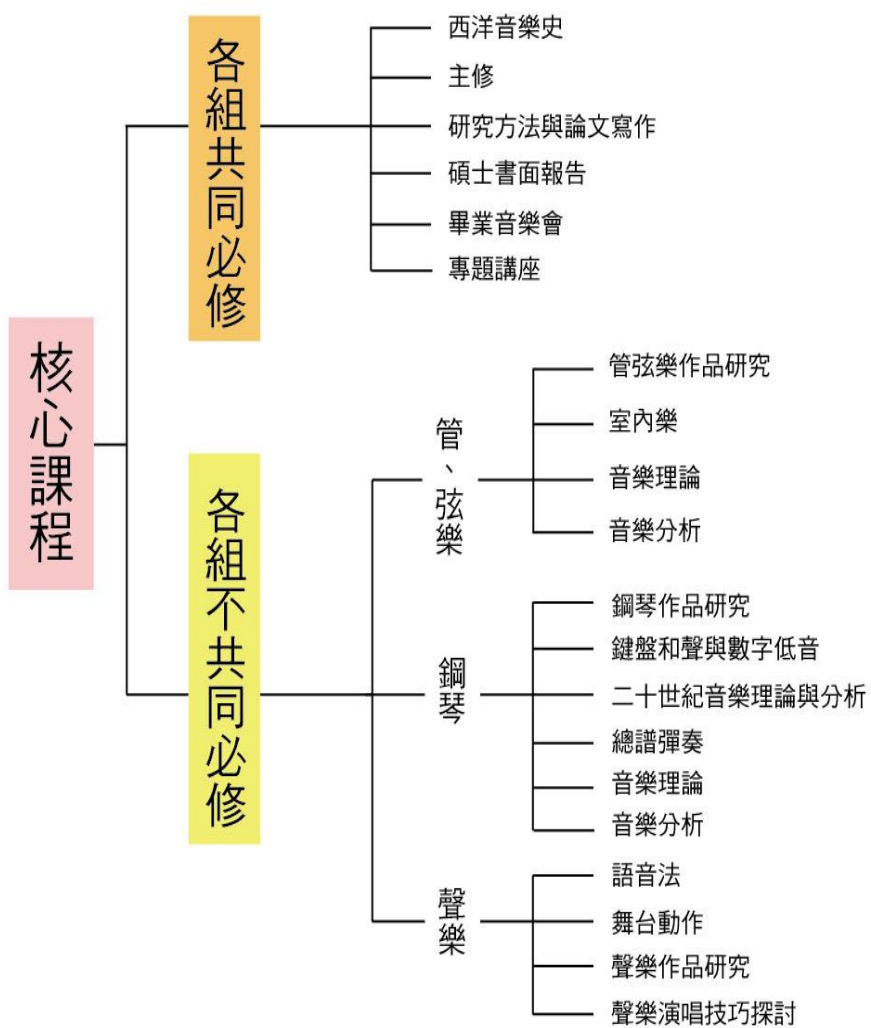 核心課程
各組共同必修
西洋音樂史
主修
研究方法與論文寫作
碩士書面報告
畢業音樂會
專題講座
各組不共同必修
管、弦樂
管弦樂作品研究
室內樂
音樂理論
音樂分析
鋼琴
鋼琴作品研究
鍵盤和聲與數字低音
二十世紀音樂理論與分析
總譜彈奏
音樂理論
音樂分析
聲樂
語音法
舞台動作
聲樂作品研究
聲樂演唱技巧探討